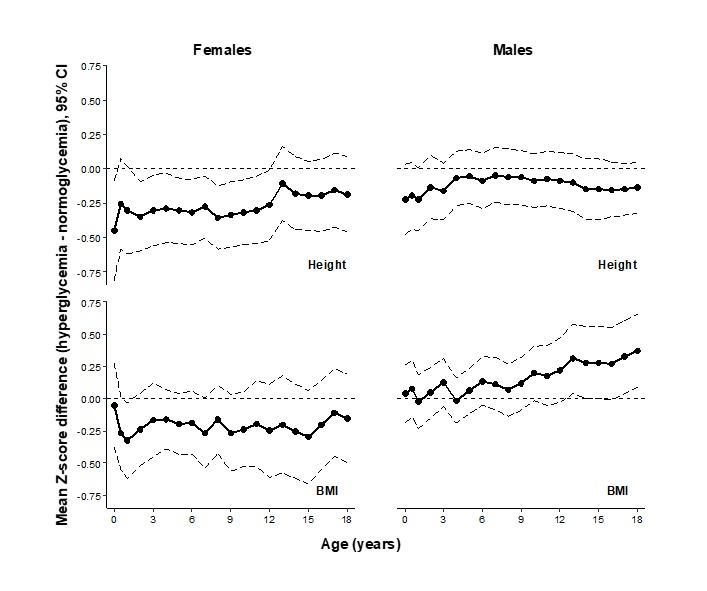 Females
Males
Mean Z-score difference (hyperglycemia - normoglycemia), 95% CI
0.75
0.50
0.25
0.00
-0.25
-0.50
-0.75
Height
Height
0.75
0.50
0.25
0.00
-0.25
-0.50
-0.75
BMI
BMI
0 3 6 9 12 15 18
0 3 6 9 12 15 18
Age (years)